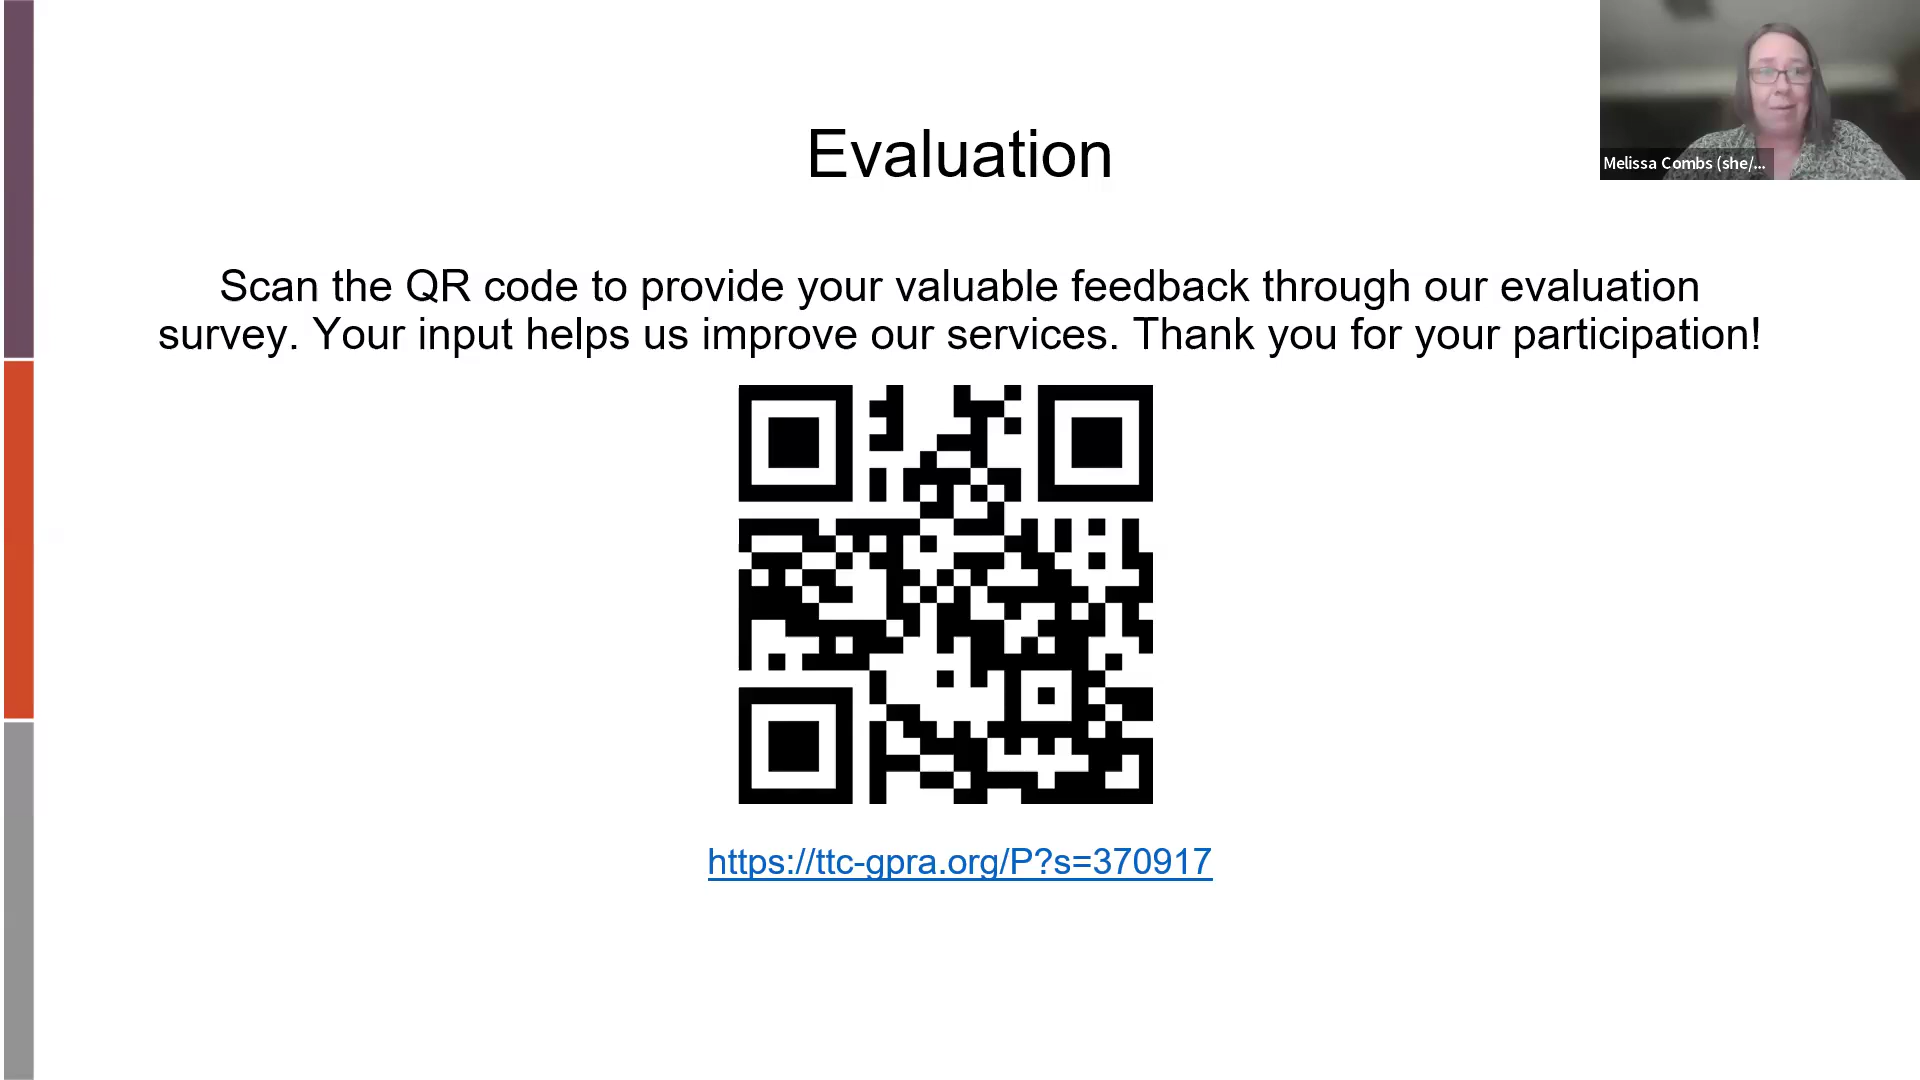 Evaluation
Melissa Combs (she/...
Scan the QR code to provide your valuable feedback through our evaluation
survey. Your input helps us improve our services. Thank you for your participation!
https://ttc-gpra.org/P?s=370917